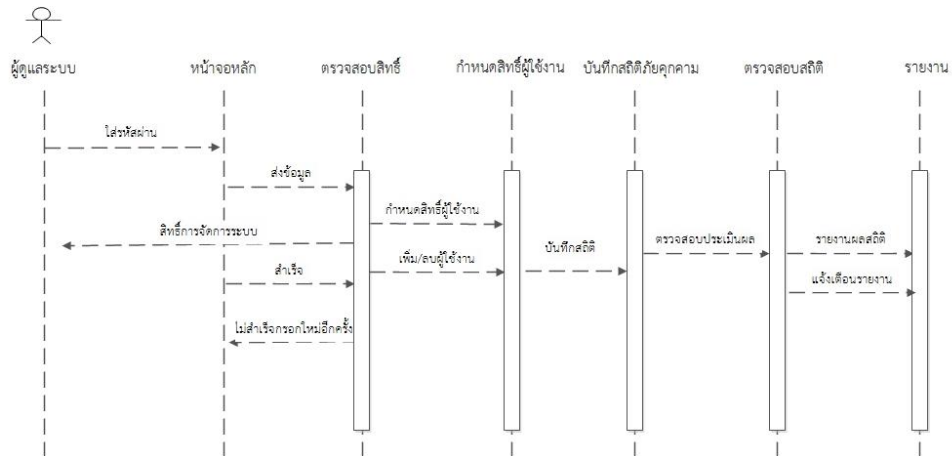 ผู้ดูแลระบบ หน้าจอหลัก ตรวจสอบสิทธิ์ กำหนดสิทธิ์ผู้ใช้งาน บันทึกสถิติภัยคุกคาม ตรวจสอบสถิติ รายงาน
ใส่รหัสผ่าน
ส่งข้อมูล
กำหนดสิทธิ์ผู้ใช้งาน
สิทธิ์การจัดการระบบ
บันทึกสถิติ
ตรวจสอบประเมินผล
รายงานผลสถิติ
เพิ่ม/ลบผู้ใช้งาน
สำเร็จ
แจ้งเตือนรายงาน
ไม่สำเร็จกรอกใหม่อีกครั้ง